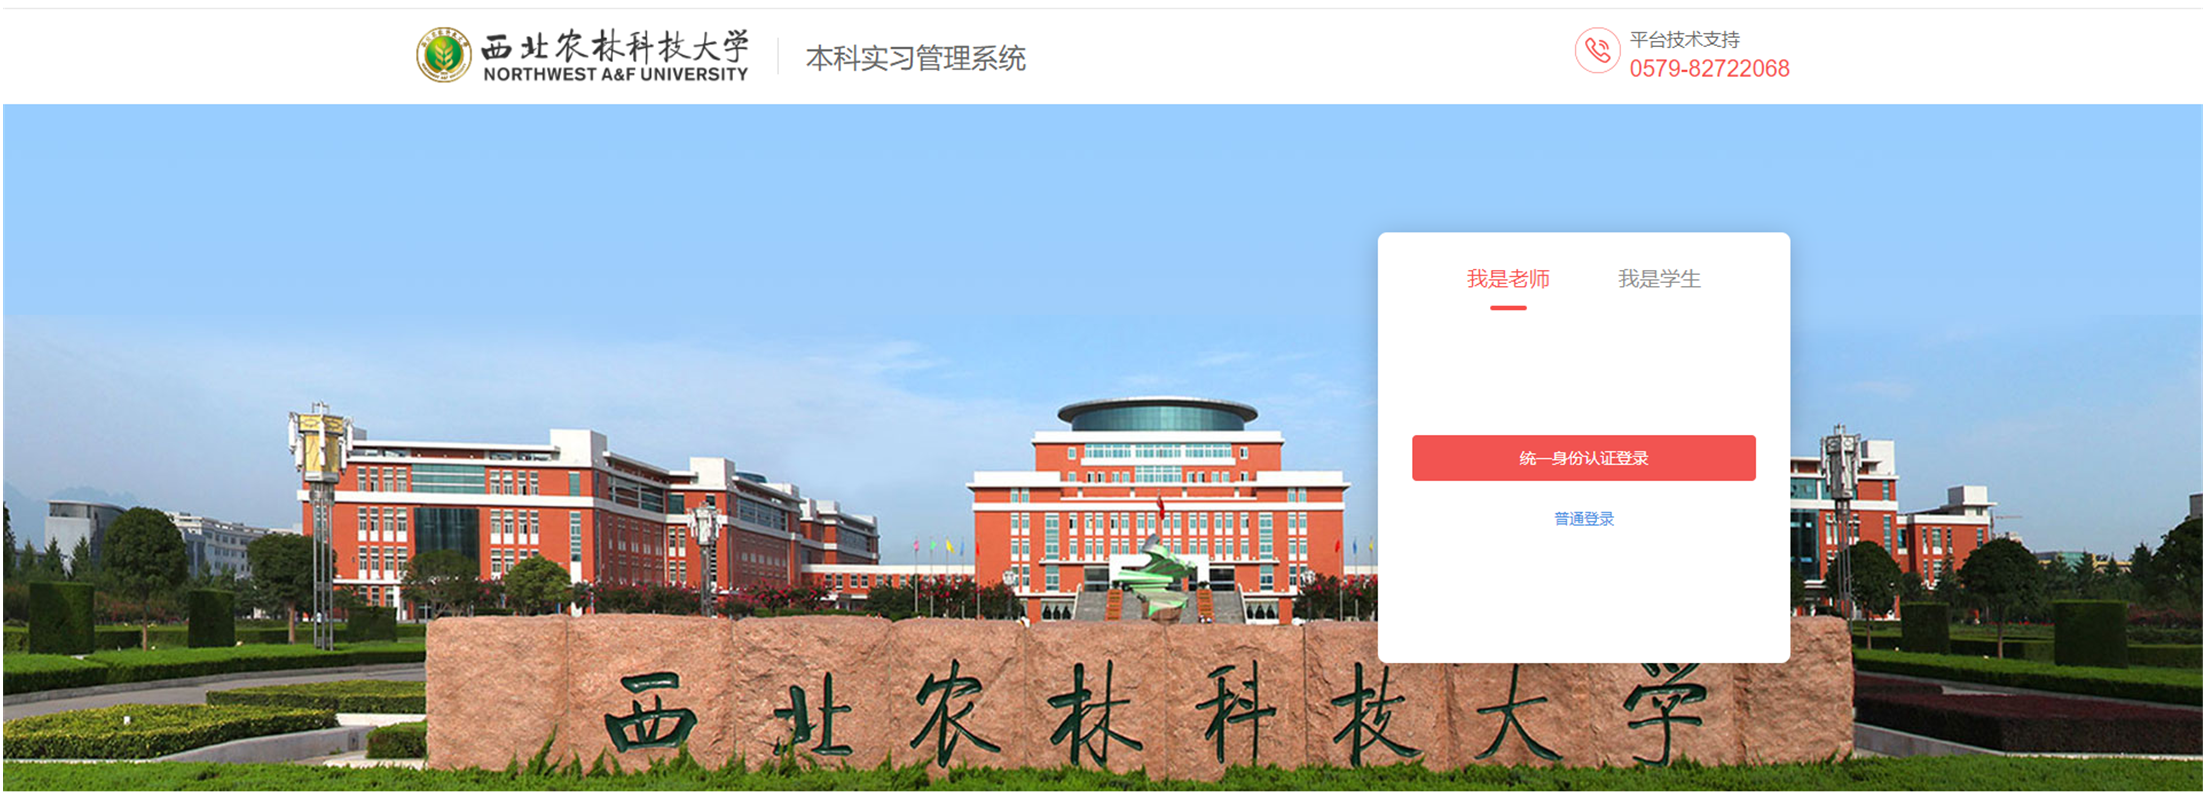 西北农林科技大学
NORTHWEST A&F UNIVERSITY
本科实习管理系统
平台技术支持
0579-82722068
我是老师 我是学生
统一身份认证登录
普通登录
西北农林科技大学